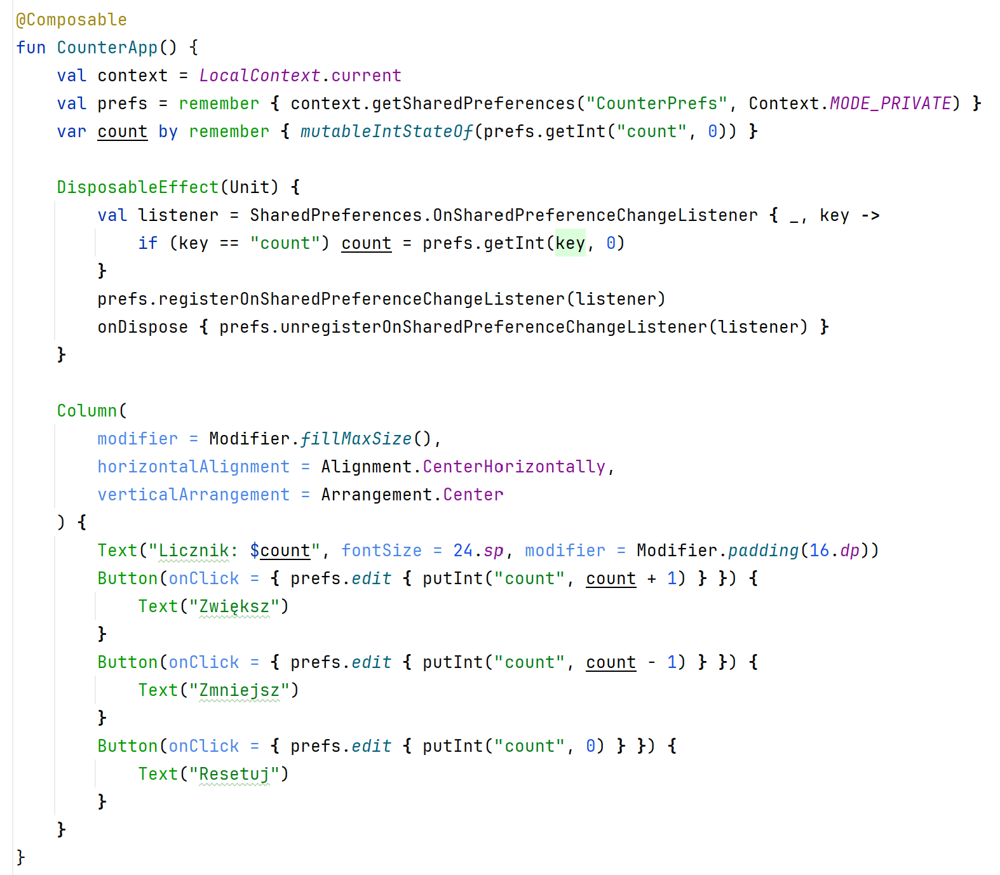 @Composable
fun CounterApp() {
    val context = LocalContext.current
    val prefs = remember { context.getSharedPreferences("CounterPrefs", Context.MODE_PRIVATE) }
    var count by remember { mutableIntStateOf(prefs.getInt("count", 0)) }

    DisposableEffect(Unit) {
        val listener = SharedPreferences.OnSharedPreferenceChangeListener { _, key ->
            if (key == "count") count = prefs.getInt(key, 0)
        }
        prefs.registerOnSharedPreferenceChangeListener(listener)
        onDispose { prefs.unregisterOnSharedPreferenceChangeListener(listener) }
    }

    Column(
        modifier = Modifier.fillMaxSize(),
        horizontalAlignment = Alignment.CenterHorizontally,
        verticalArrangement = Arrangement.Center
    ) {
        Text("Licznik: $count", fontSize = 24.sp, modifier = Modifier.padding(16.dp))
        Button(onClick = { prefs.edit { putInt("count", count + 1) } }) {
            Text("Zwiększ")
        }
        Button(onClick = { prefs.edit { putInt("count", count - 1) } }) {
            Text("Zmniejsz")
        }
        Button(onClick = { prefs.edit { putInt("count", 0) } }) {
            Text("Resetuj")
        }
    }
}